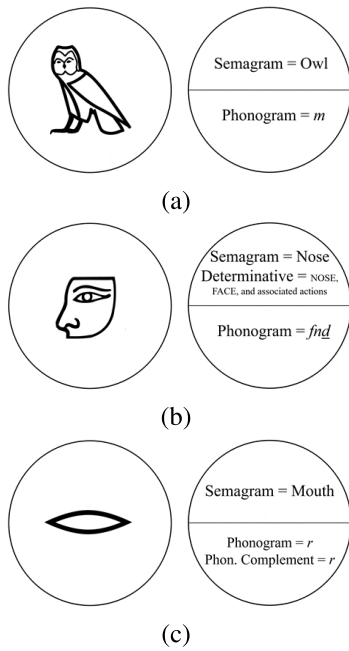 Semagram = Owl
Phonogram = m
(a)
Semagram = Nose
Determinative = NOSE,
FACE, and associated actions
Phonogram = fnḏ
(b)
Semagram = Mouth
Phonogram = r
Phon. Complement = r
(c)